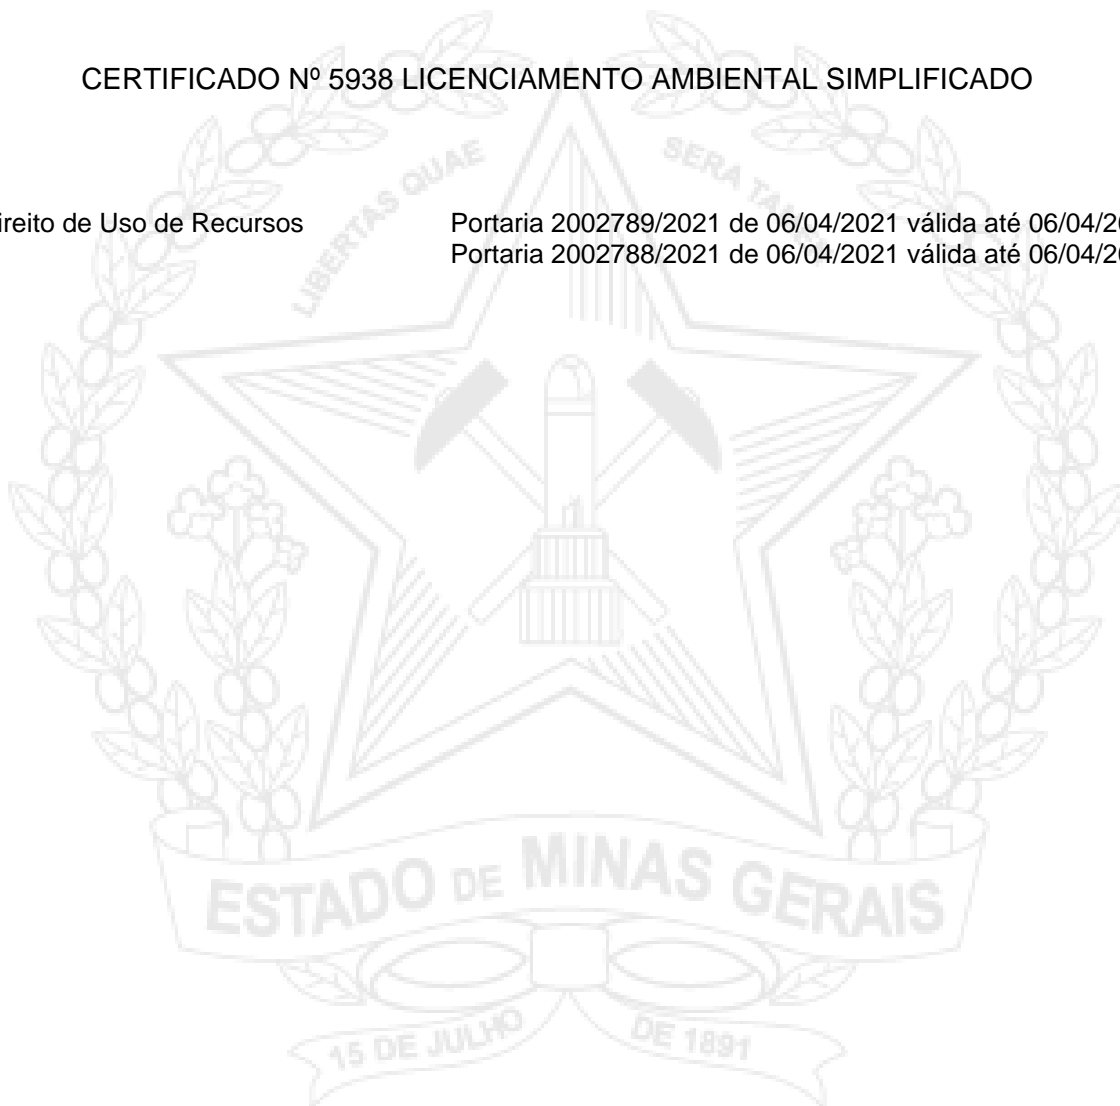 CERTIFICADO Nº 5938 LICENCIAMENTO AMBIENTAL SIMPLIFICADO
LIBERTAS QUAE SERA TAMEN
ireito de Uso de Recursos Portaria 2002789/2021 de 06/04/2021 válida até 06/04/20
Portaria 2002788/2021 de 06/04/2021 válida até 06/04/20
ESTADO DE MINAS GERAIS
15 DE JULHO DE 1891